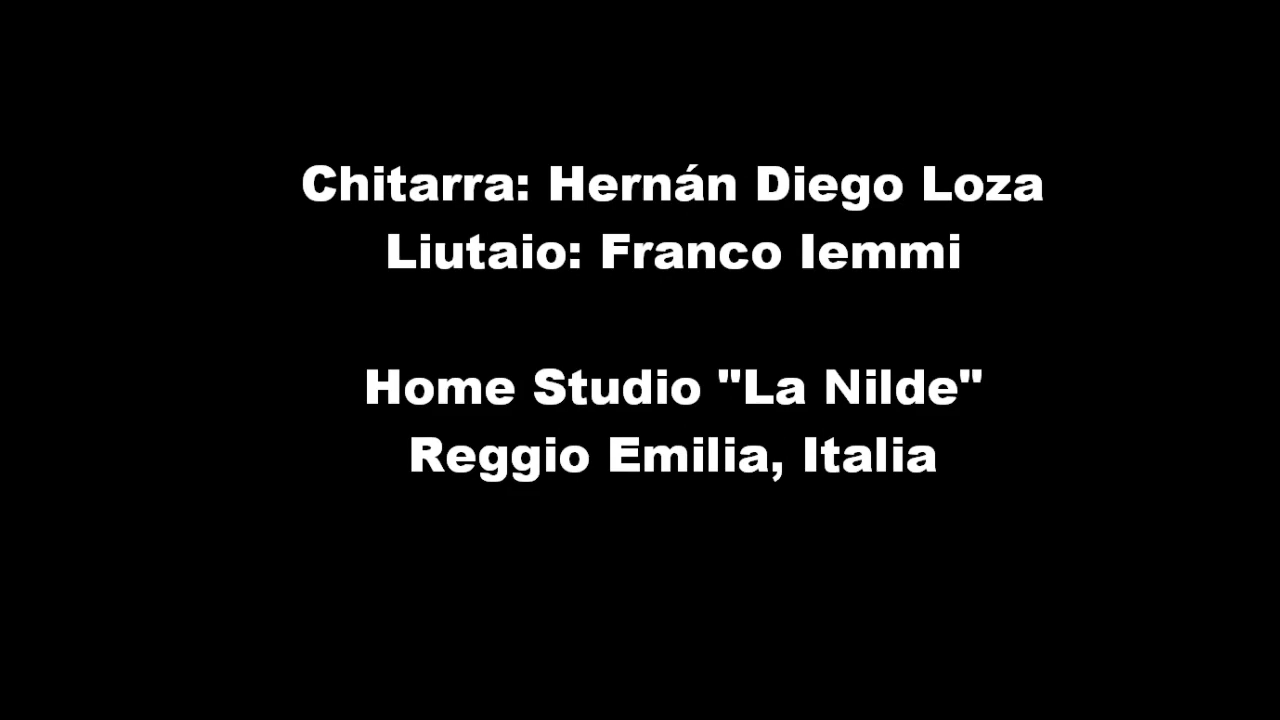 Chitarra: Hernán Diego Loza
Liutaio: Franco Iemmi
Home Studio "La Nilde"
Reggio Emilia, Italia